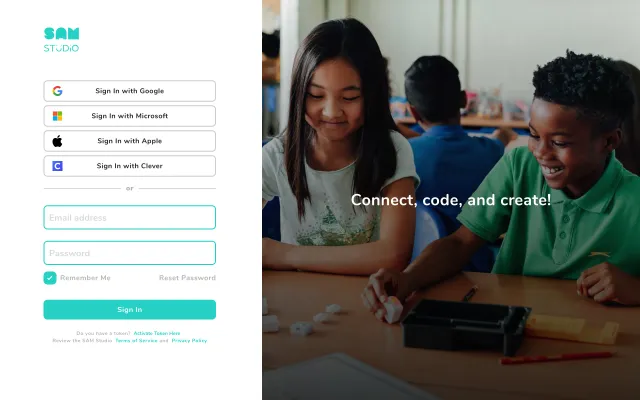 SAM
STUDiO
Sign In with Google
Sign In with Microsoft
Sign In with Apple
C Sign In with Clever
or
Email address
Password
Remember Me Reset Password
Sign In
Do you have a token? Activate Token Here
Review the SAM Studio Terms of Service and Privacy Policy
Connect, code, and create!